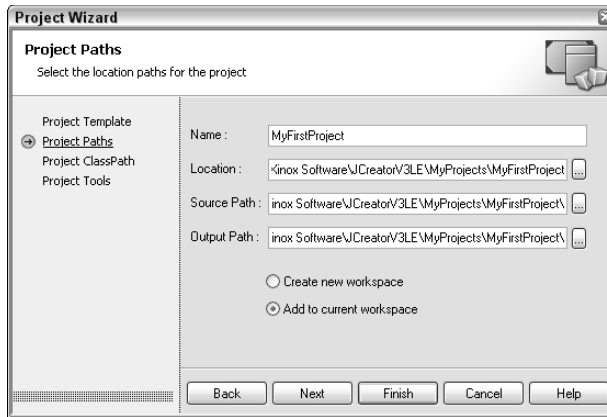 Project Wizard
Project Paths
Select the location paths for the project
Project Template
Project Paths
Project ClassPath
Project Tools
Name :
MyFirstProject
Location :
inox Software\JCreatorV3LE\MyProjects\MyFirstProject
...
Source Path :
inox Software\JCreatorV3LE\MyProjects\MyFirstProject\
...
Output Path :
inox Software\JCreatorV3LE\MyProjects\MyFirstProject\
...
Create new workspace
Add to current workspace
Back
Next
Finish
Cancel
Help